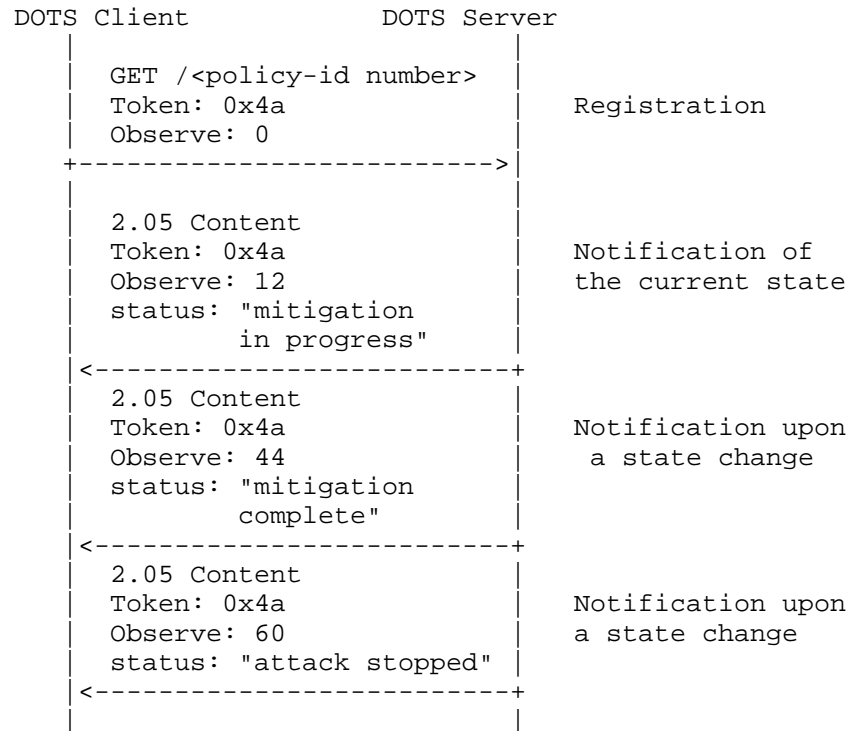 DOTS Client                 DOTS Server
    |                                  |
    |  GET /<policy-id number>         |
    |  Token: 0x4a                     |   Registration
    |  Observe: 0                      |
    +--------------------------------->|
    |                                  |
    |  2.05 Content                    |
    |  Token: 0x4a                     |   Notification of
    |  Observe: 12                     |   the current state
    |  status: "mitigation             |
    |          in progress"            |
    |<---------------------------------+
    |  2.05 Content                    |
    |  Token: 0x4a                     |   Notification upon
    |  Observe: 44                     |    a state change
    |  status: "mitigation             |
    |          complete"               |
    |<---------------------------------+
    |  2.05 Content                    |
    |  Token: 0x4a                     |   Notification upon
    |  Observe: 60                     |   a state change
    |  status: "attack stopped"        |
    |<---------------------------------+
    |                                  |